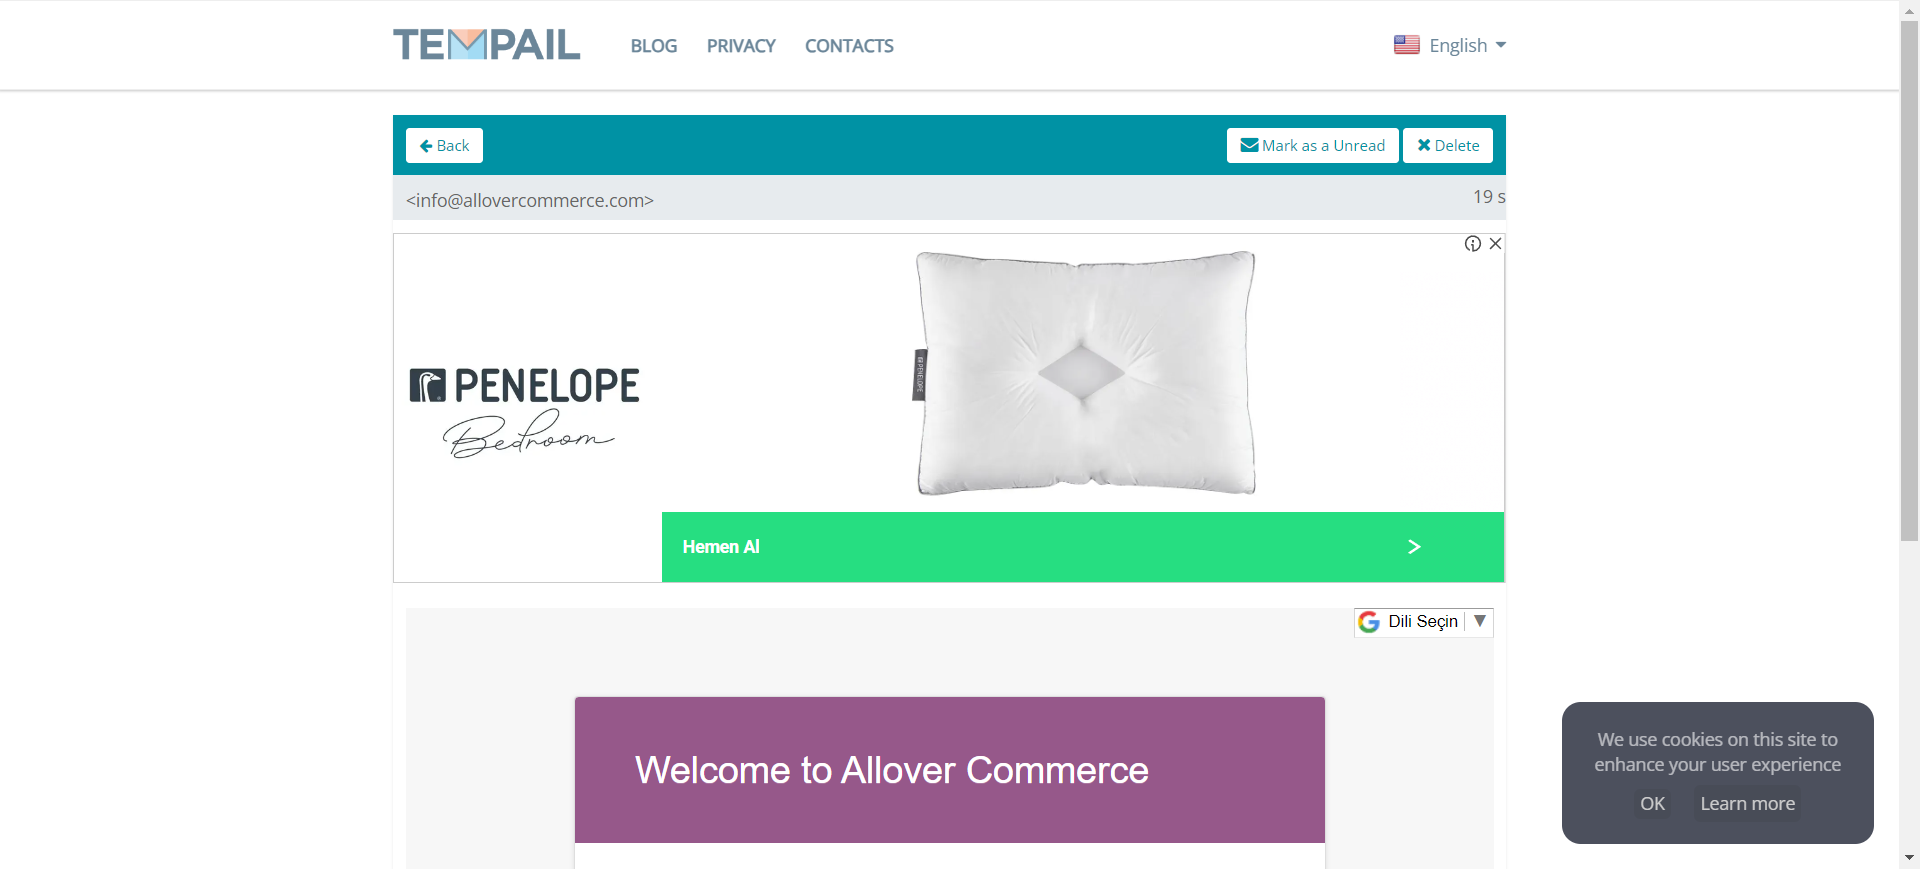 TEMPAIL
BLOG PRIVACY CONTACTS
English
Back
Mark as a Unread
Delete
<info@allovercommerce.com>
19 s
PENELOPE
Bedroom
PENELOPE
Hemen Al
Dili Seçin
Welcome to Allover Commerce
We use cookies on this site to
enhance your user experience
OK Learn more